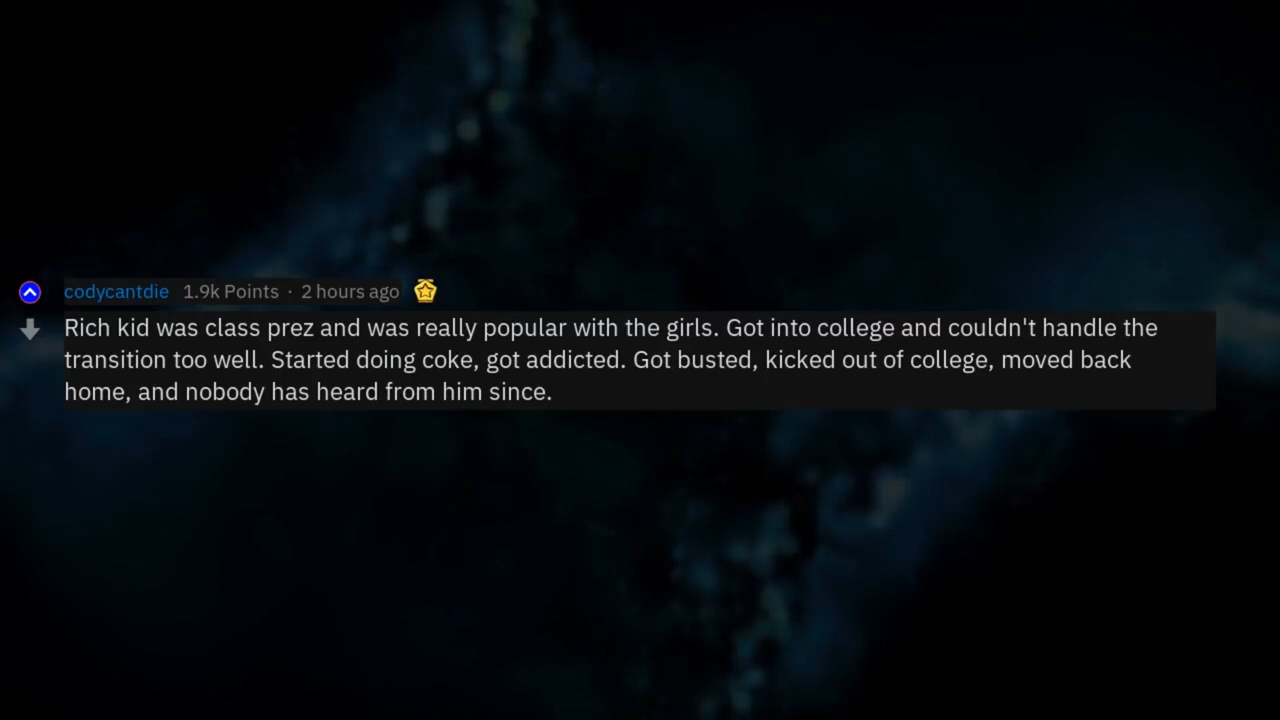 codycantdie 1.9k Points · 2 hours ago
Rich kid was class prez and was really popular with the girls. Got into college and couldn't handle the
transition too well. Started doing coke, got addicted. Got busted, kicked out of college, moved back
home, and nobody has heard from him since.